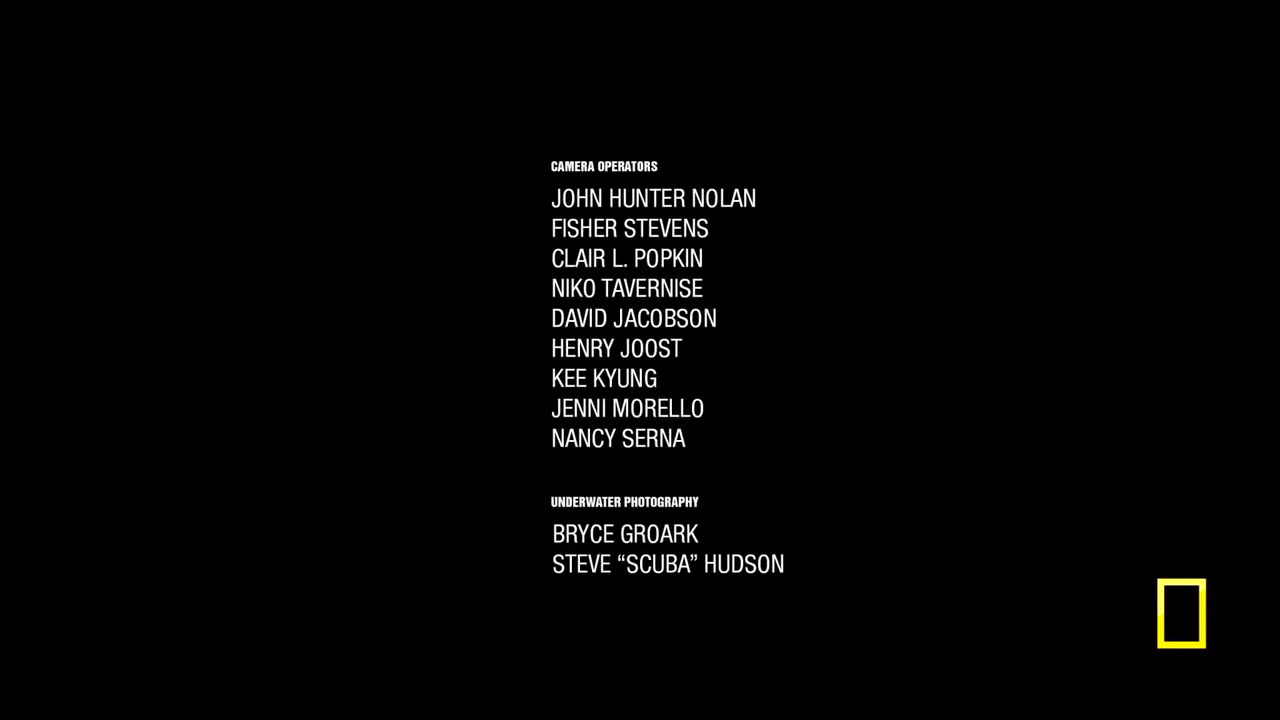 CAMERA OPERATORS
JOHN HUNTER NOLAN
FISHER STEVENS
CLAIR L. POPKIN
NIKO TAVERNISE
DAVID JACOBSON
HENRY JOOST
KEE KYUNG
JENNI MORELLO
NANCY SERNA
UNDERWATER PHOTOGRAPHY
BRYCE GROARK
STEVE “SCUBA” HUDSON